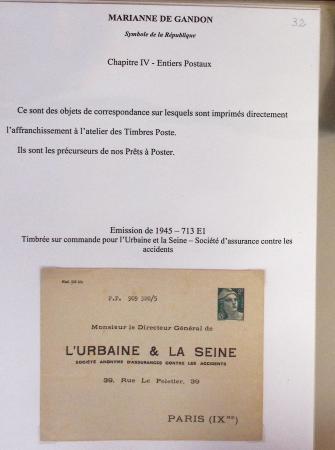 MARIANNE DE GANDON
32
Symbole de la République
Chapitre IV - Entiers Postaux
Ce sont des objets de correspondance sur lesquels sont imprimés directement
l'affranchissement à l'atelier des Timbres Poste.
Ils sont les précurseurs de nos Prêts à Poster.
Emission de 1945 – 713 E1
Timbrée sur commande pour l'Urbaine et la Seine – Société d'assurance contre les
accidents
P.P. 909 320/5
Monsieur le Directeur Général de
L'URBAINE & LA SEINE
SOCIÉTÉ ANONYME D'ASSURANCES CONTRE LES ACCIDENTS
39, Rue Le Peletier, 39
PARIS (IXme)